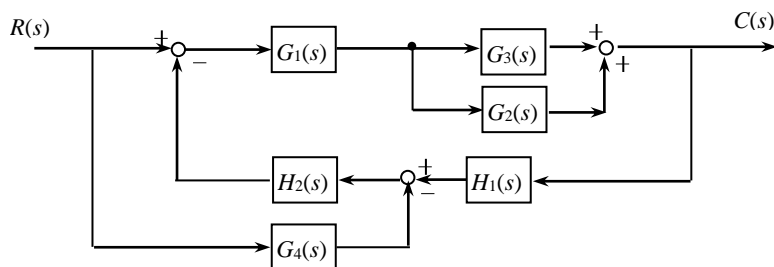 R(s)
C(s)
+
−
G₁(s)
G₃(s)
+
+
G₂(s)
H₂(s)
+
−
H₁(s)
G₄(s)